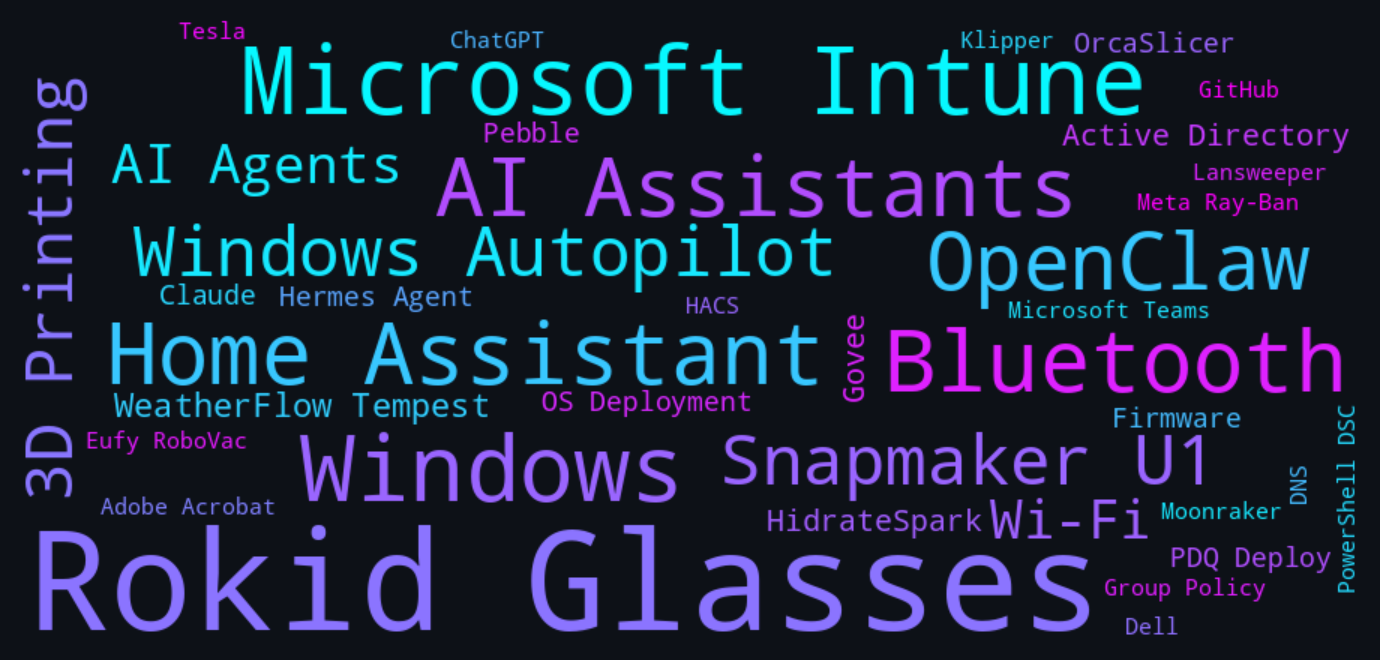 Tesla
ChatGPT
Klipper
OrcaSlicer
Microsoft Intune
GitHub
3D Printing
Pebble
Active Directory
AI Agents
AI Assistants
Lansweeper
Meta Ray-Ban
Windows Autopilot
OpenClaw
Claude
Hermes Agent
HACS
Microsoft Teams
Home Assistant
Govee
Bluetooth
WeatherFlow Tempest
OS Deployment
Firmware
PowerShell DSC
Eufy RoboVac
Windows
Snapmaker U1
DNS
Adobe Acrobat
HidrateSpark
Wi-Fi
Moonraker
Rokid Glasses
PDQ Deploy
Group Policy
Dell